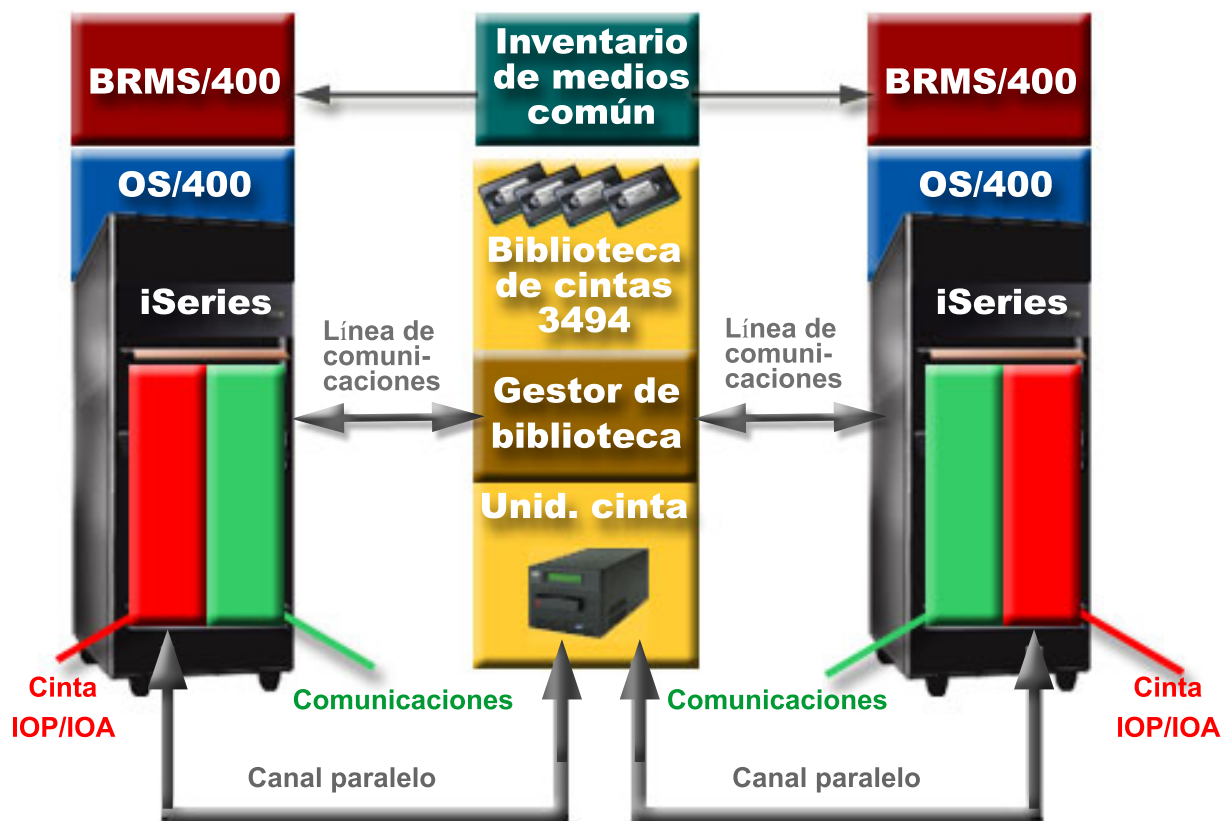 BRMS/400
OS/400
iSeries
Inventario
de medios
común
BRMS/400
OS/400
iSeries
Biblioteca
de cintas
3494
Línea de
comuni-
caciones
Línea de
comuni-
caciones
Gestor de
biblioteca
Unid. cinta
Cinta
IOP/IOA
Comunicaciones
Comunicaciones
Cinta
IOP/IOA
Canal paralelo
Canal paralelo